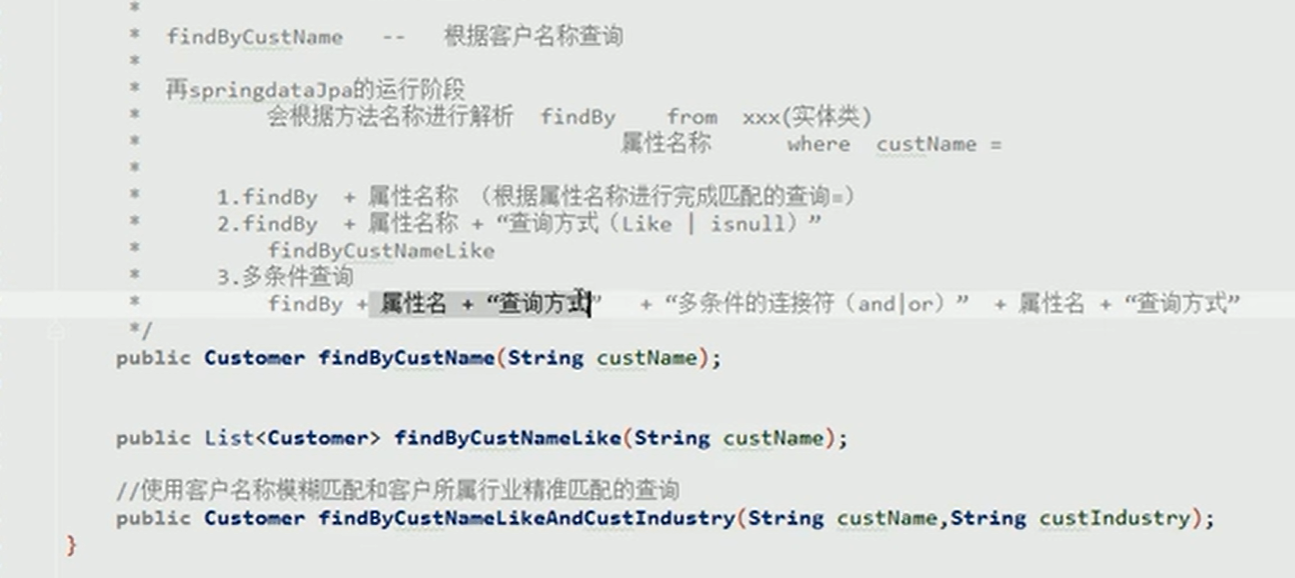 *
* findByCustName -- 根据客户名称查询
*
* 再springdataJpa的运行阶段
* 会根据方法名称进行解析 findBy from xxx(实体类)
* 属性名称 where custName =
*
* 1.findBy + 属性名称 （根据属性名称进行完成匹配的查询=）
* 2.findBy + 属性名称 + “查询方式（Like | isnull）”
* findByCustNameLike
* 3.多条件查询
* findBy + 属性名 + “查询方式” + “多条件的连接符（and|or）” + 属性名 + “查询方式”
*/
public Customer findByCustName(String custName);
public List<Customer> findByCustNameLike(String custName);
//使用客户名称模糊匹配和客户所属行业精准匹配的查询
public Customer findByCustNameLikeAndCustIndustry(String custName,String custIndustry);
}